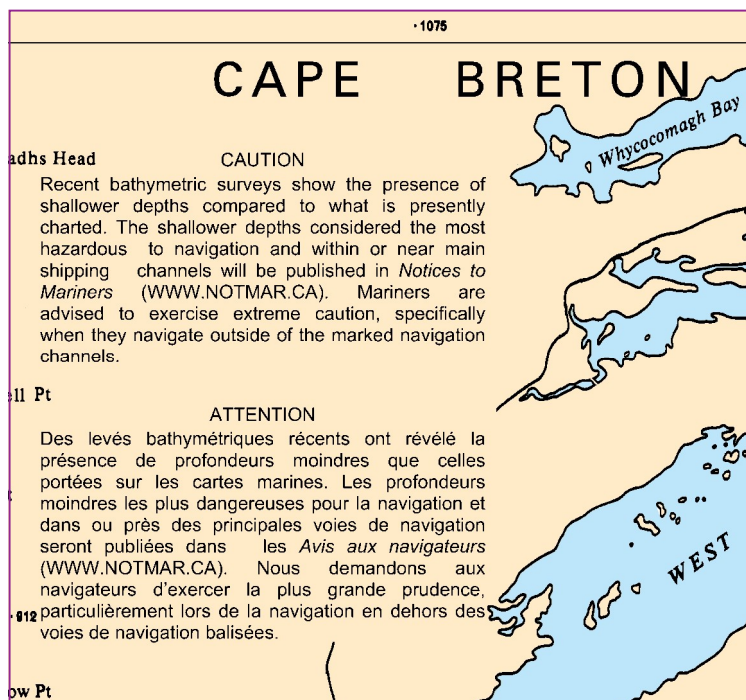 · 1075
CAPE BRETON
Whycocomagh Bay
adhs Head
CAUTION
Recent bathymetric surveys show the presence of
shallower depths compared to what is presently
charted. The shallower depths considered the most
hazardous to navigation and within or near main
shipping channels will be published in Notices to
Mariners (WWW.NOTMAR.CA). Mariners are
advised to exercise extreme caution, specifically
when they navigate outside of the marked navigation
channels.
ell Pt
ATTENTION
Des levés bathymétriques récents ont révélé la
présence de profondeurs moindres que celles
portées sur les cartes marines. Les profondeurs
moindres les plus dangereuses pour la navigation et
dans ou près des principales voies de navigation
seront publiées dans les Avis aux navigateurs
(WWW.NOTMAR.CA). Nous demandons aux
navigateurs d'exercer la plus grande prudence,
particulièrement lors de la navigation en dehors des
voies de navigation balisées.
WEST
· 912
ow Pt